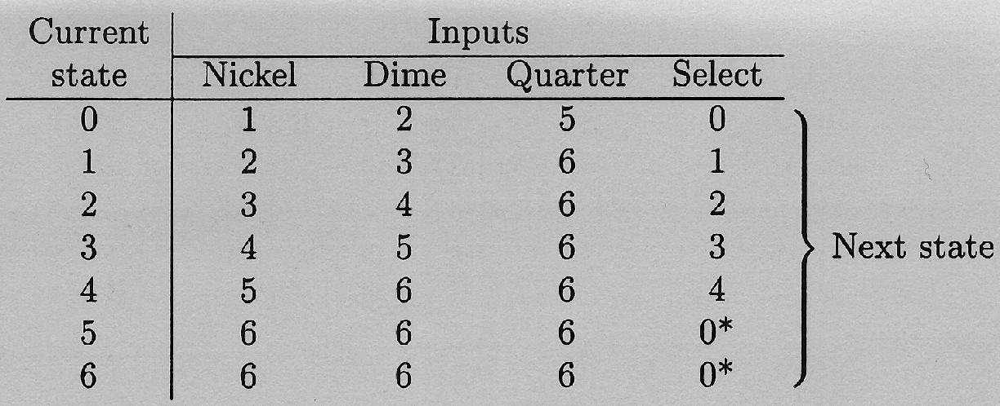 Current Inputs
state Nickel Dime Quarter Select
0 1 2 5 0
1 2 3 6 1
2 3 4 6 2
3 4 5 6 3 Next state
4 5 6 6 4
5 6 6 6 0*
6 6 6 6 0*